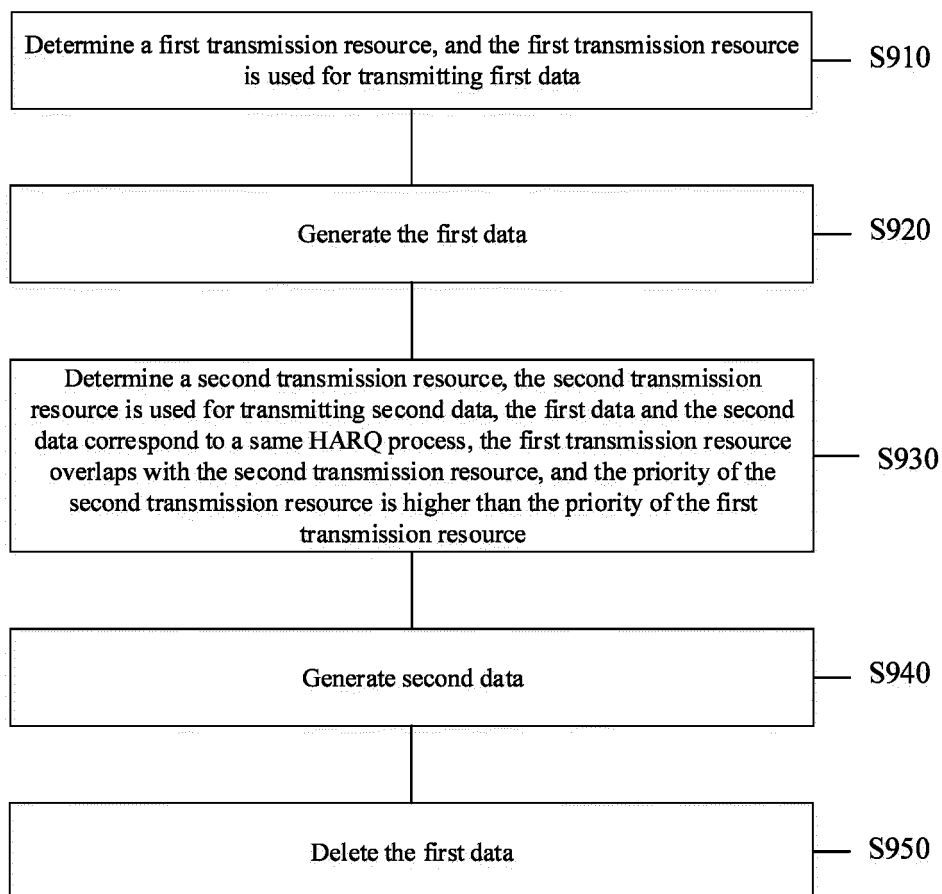 Determine a first transmission resource, and the first transmission resource
is used for transmitting first data
S910
Generate the first data
S920
Determine a second transmission resource, the second transmission
resource is used for transmitting second data, the first data and the second
data correspond to a same HARQ process, the first transmission resource
overlaps with the second transmission resource, and the priority of the
second transmission resource is higher than the priority of the first
transmission resource
S930
Generate second data
S940
Delete the first data
S950